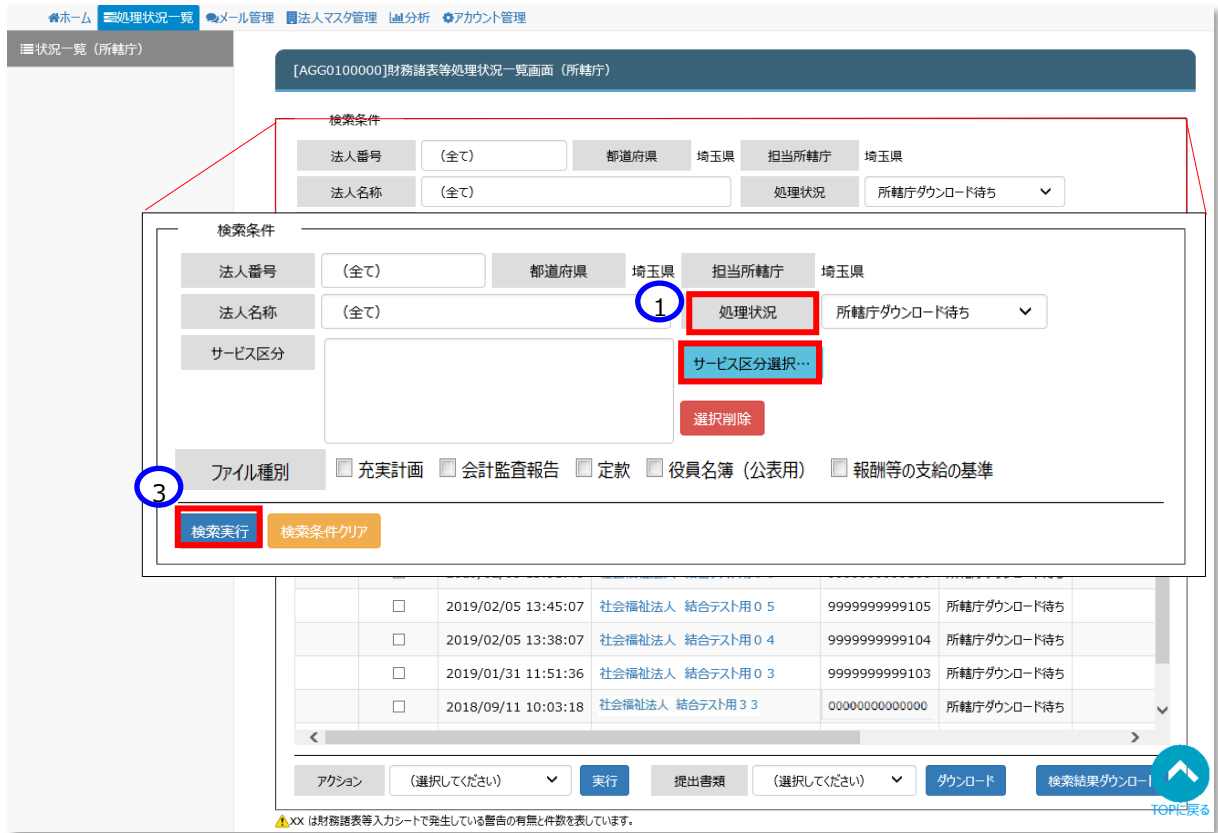 ホーム 処理状況一覧 メール管理 法人マスタ管理 分析 アカウント管理
状況一覧（所轄庁）
[AGG0100000]財務諸表等処理状況一覧画面（所轄庁）
検索条件
法人番号 （全て） 都道府県 埼玉県 担当所轄庁 埼玉県
法人名称 （全て） 処理状況 所轄庁ダウンロード待ち
検索条件
法人番号 （全て） 都道府県 埼玉県 担当所轄庁 埼玉県
法人名称 （全て） 1 処理状況 所轄庁ダウンロード待ち
サービス区分 サービス区分選択…
選択削除
ファイル種別 充実計画 会計監査報告 定款 役員名簿（公表用） 報酬等の支給の基準
3
検索実行 検索条件クリア
2019/02/05 13:45:07 社会福祉法人 結合テスト用０５ 9999999999105 所轄庁ダウンロード待ち
2019/02/05 13:38:07 社会福祉法人 結合テスト用０４ 9999999999104 所轄庁ダウンロード待ち
2019/01/31 11:51:36 社会福祉法人 結合テスト用０３ 9999999999103 所轄庁ダウンロード待ち
2018/09/11 10:03:18 社会福祉法人 結合テスト用３３ 00000000000000 所轄庁ダウンロード待ち
アクション （選択してください） 実行 提出書類 （選択してください） ダウンロード 検索結果ダウンロード
TOPに戻る
XX は財務諸表等入力シートで発生している警告の有無と件数を表しています。